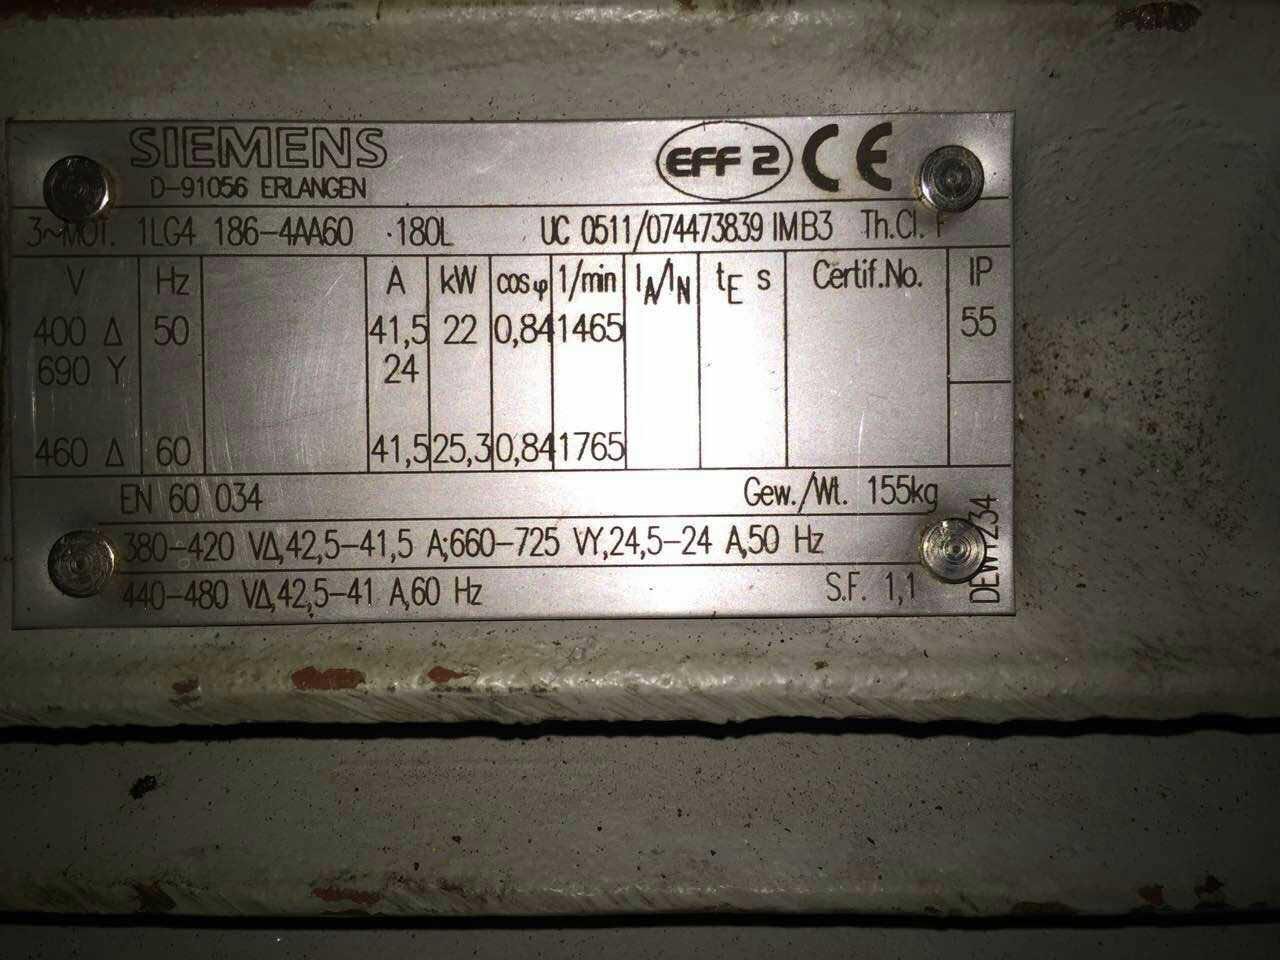 SIEMENS EFF 2 CE
D-91056 ERLANGEN
3~MOT. 1LG4 186-4AA60 ·180L UC 0511/074473839 IMB3 Th.Cl. F
V Hz A kW cosφ 1/min IA/IN tE s Certif.No. IP
400 Δ 50 41,5 22 0,84 1465 55
690 Y 24
460 Δ 60 41,5 25,3 0,84 1765
EN 60 034 Gew./Wt. 155kg
380-420 VΔ,42,5-41,5 A;660-725 VY,24,5-24 A,50 Hz
440-480 VΔ,42,5-41 A,60 Hz S.F. 1,1